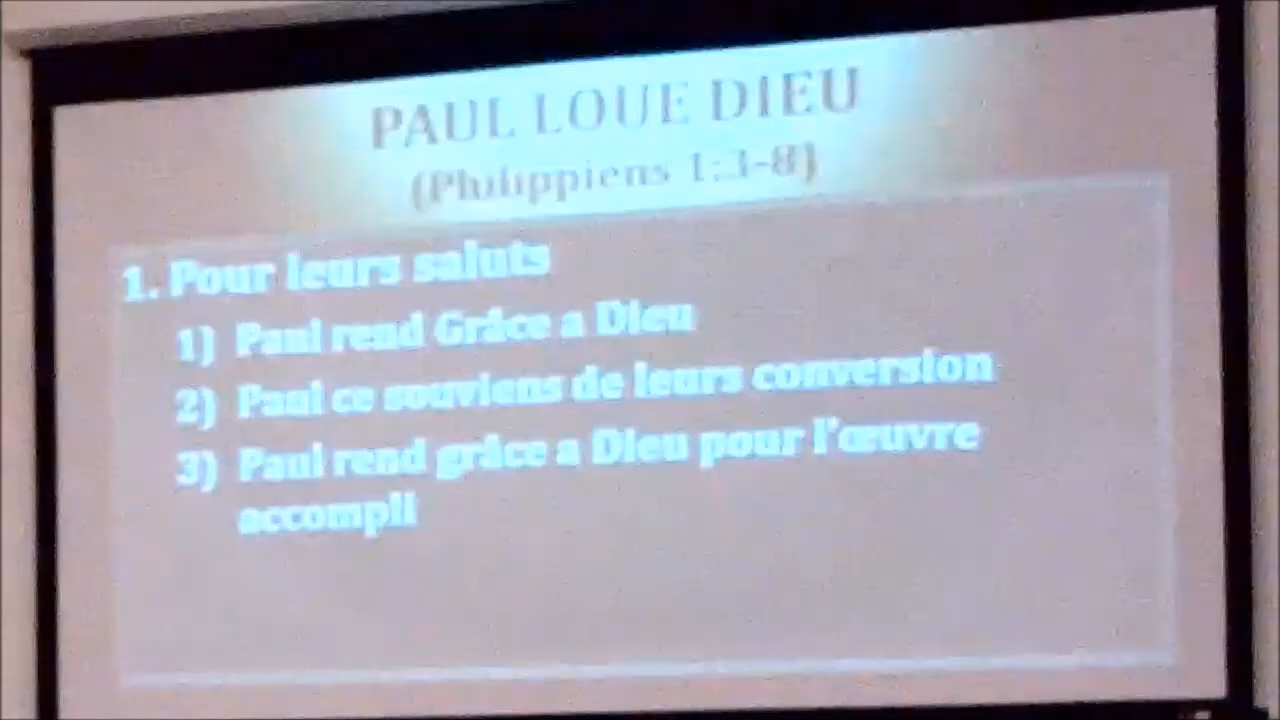 PAUL LOUE DIEU
(Philippiens 1:3-8)
1. Pour leurs saluts
1) Paul rend Grâce a Dieu
2) Paul ce souviens de leurs conversion
3) Paul rend grâce a Dieu pour l'œuvre
accompli